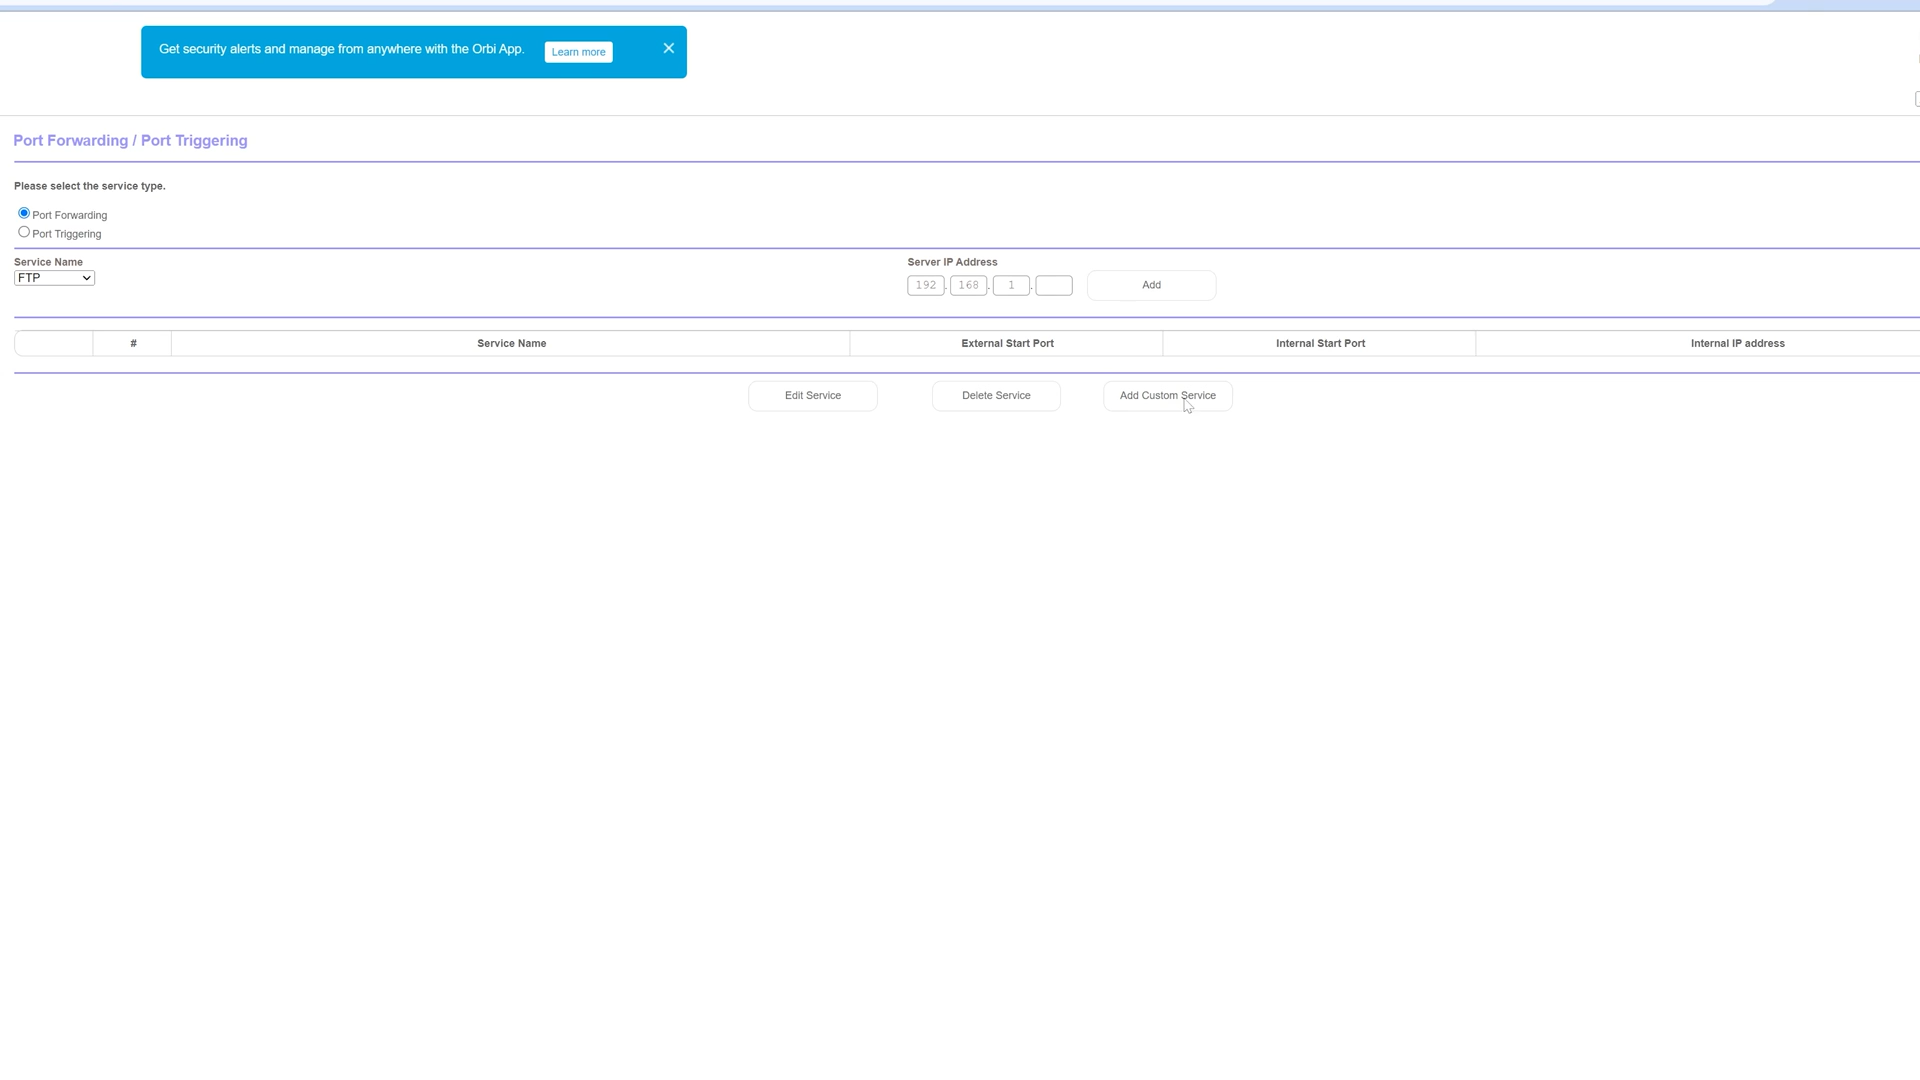 Get security alerts and manage from anywhere with the Orbi App. Learn more
Port Forwarding / Port Triggering
Please select the service type.
Port Forwarding
Port Triggering
Service Name Server IP Address
FTP 192 . 168 . 1 . Add
# Service Name External Start Port Internal Start Port Internal IP address
Edit Service Delete Service Add Custom Service